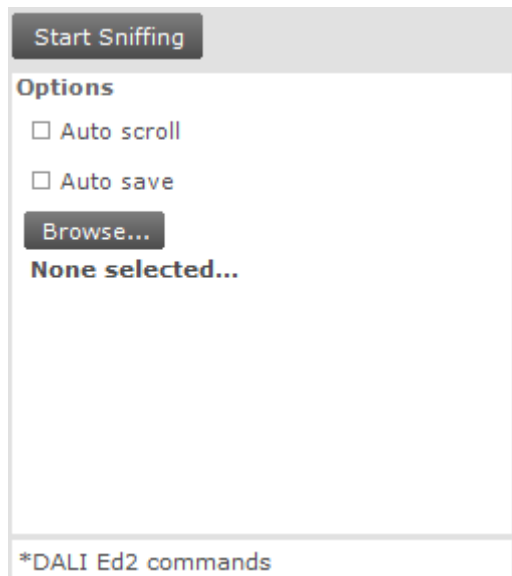 Start Sniffing
Options
Auto scroll
Auto save
Browse...
None selected...
*DALI Ed2 commands